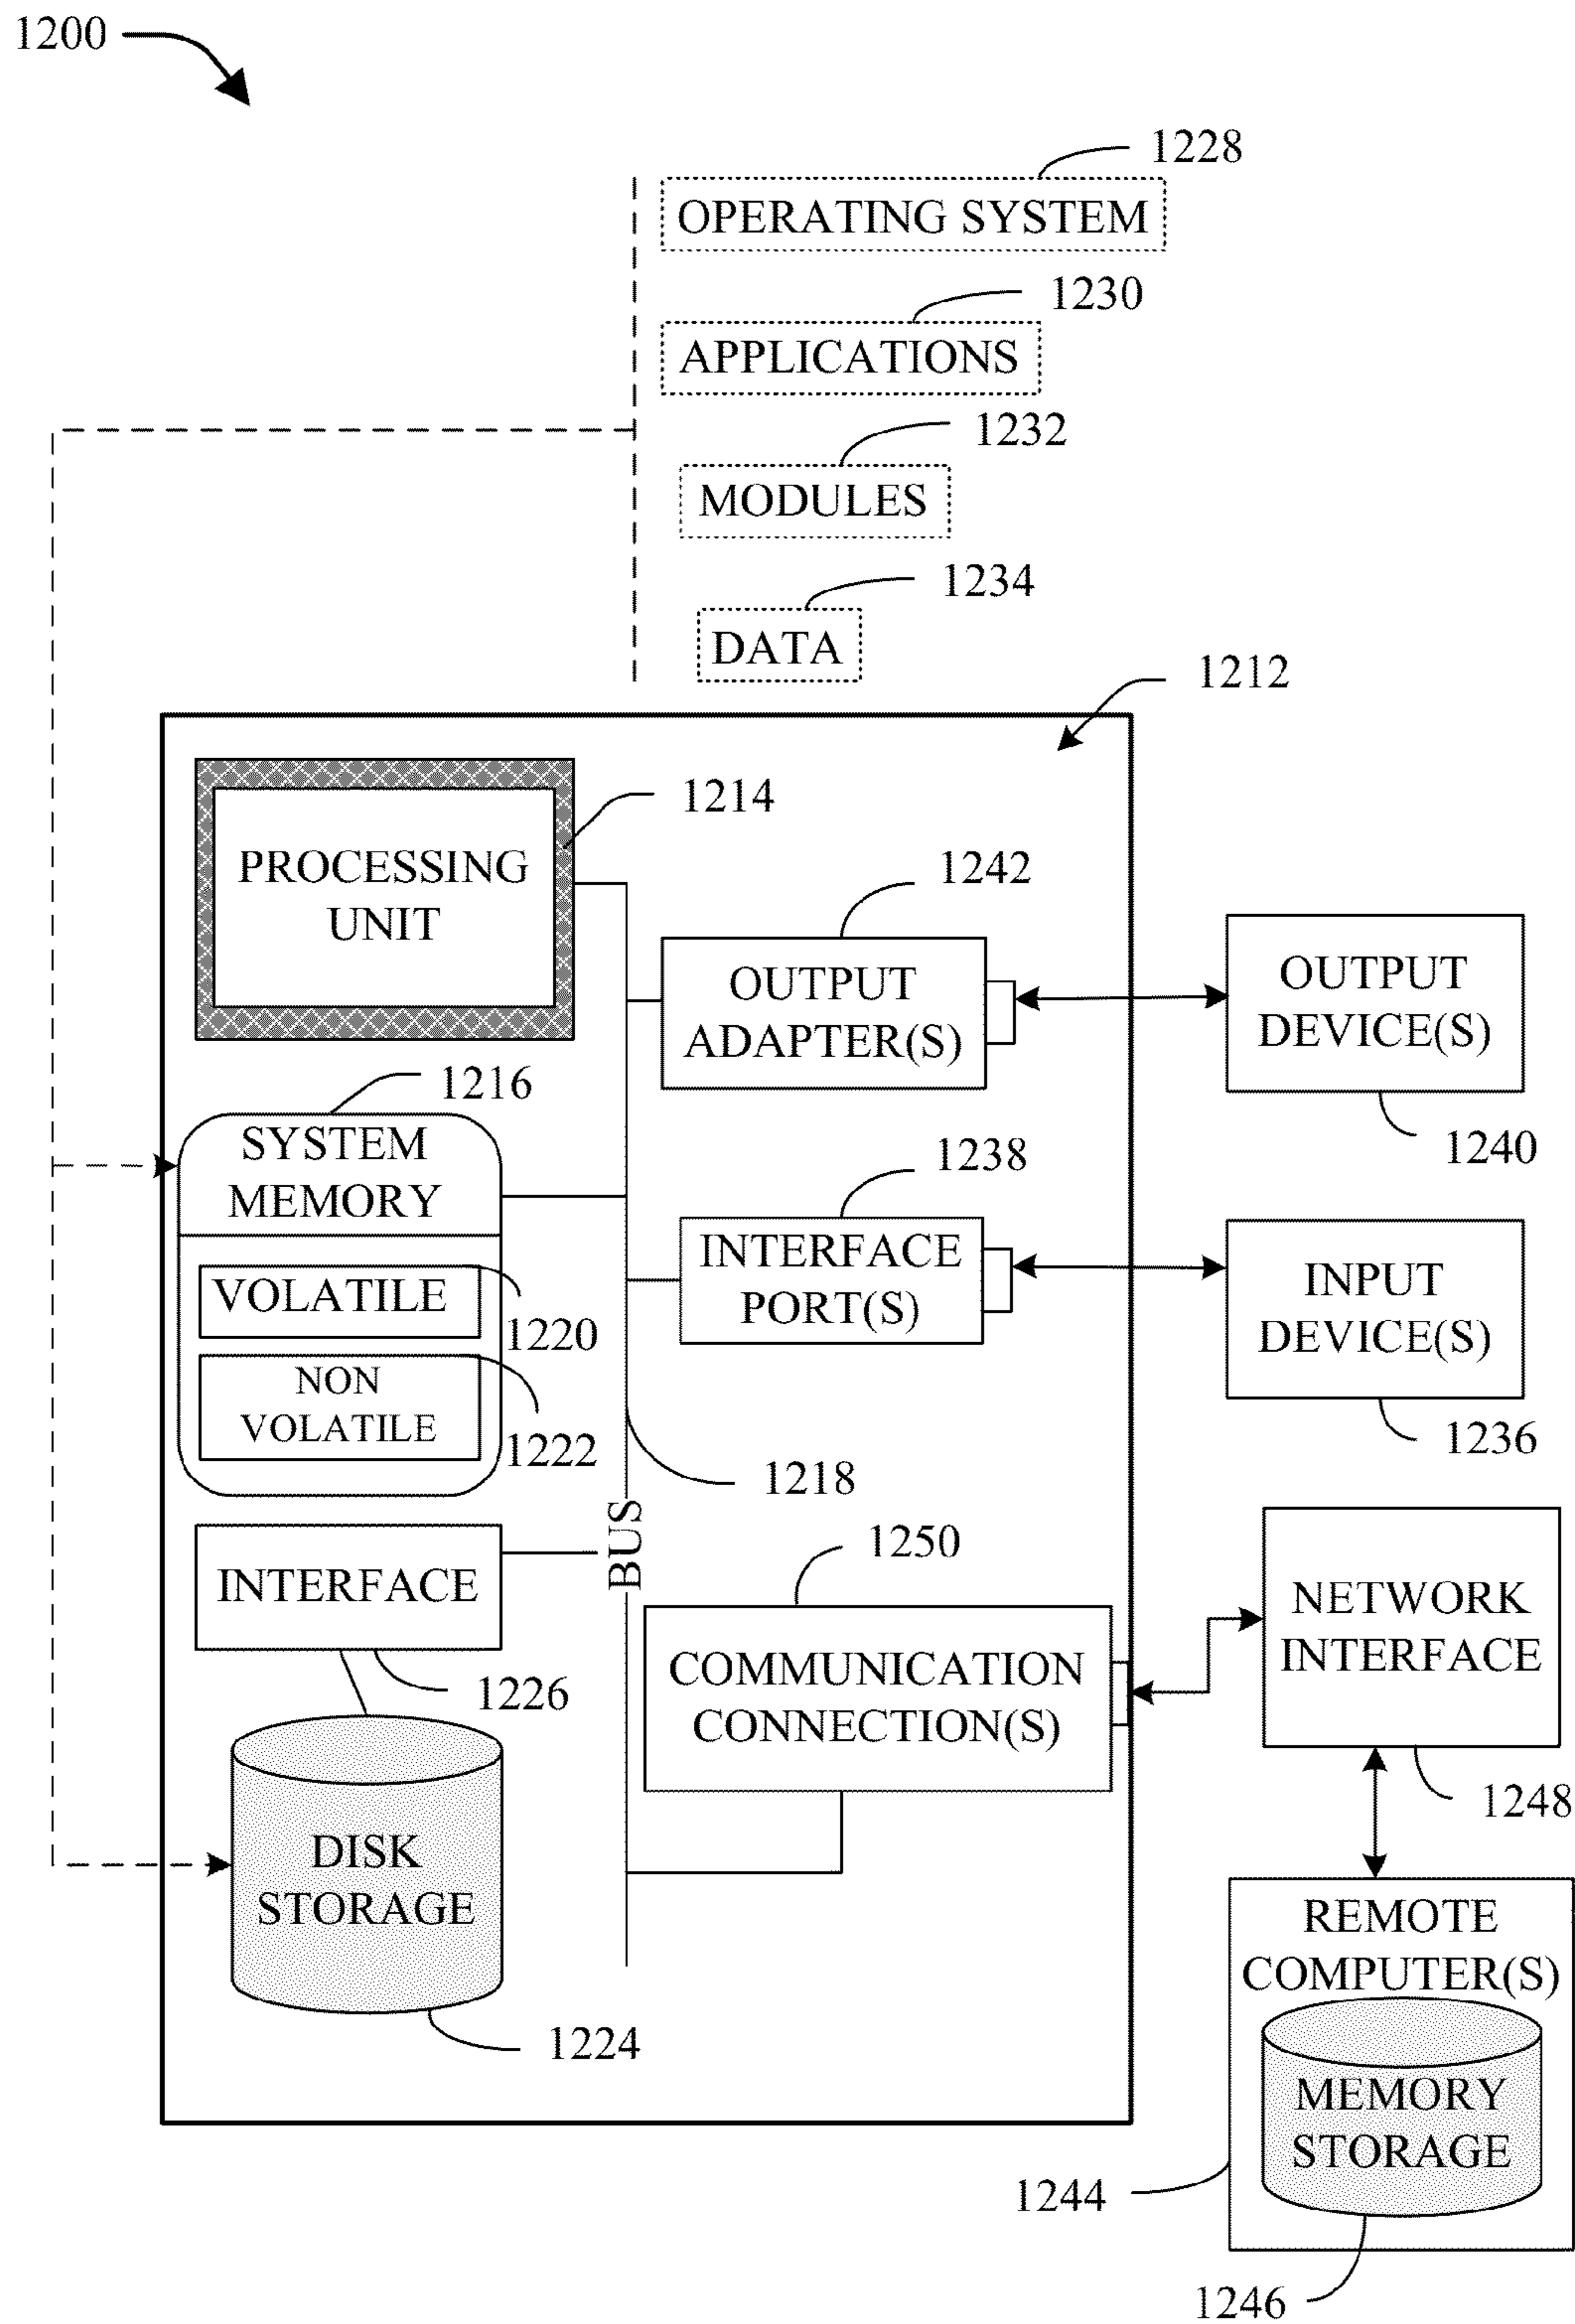 1200
1228
OPERATING SYSTEM
1230
APPLICATIONS
1232
MODULES
1234
DATA
1212
1214
PROCESSING
UNIT
1242
OUTPUT
ADAPTER(S)
OUTPUT
DEVICE(S)
1240
1216
SYSTEM
MEMORY
VOLATILE
1220
NON
VOLATILE
1222
1238
INTERFACE
PORT(S)
INPUT
DEVICE(S)
1236
1218
BUS
INTERFACE
1226
1250
COMMUNICATION
CONNECTION(S)
NETWORK
INTERFACE
1248
DISK
STORAGE
1224
REMOTE
COMPUTER(S)
MEMORY
STORAGE
1244
1246